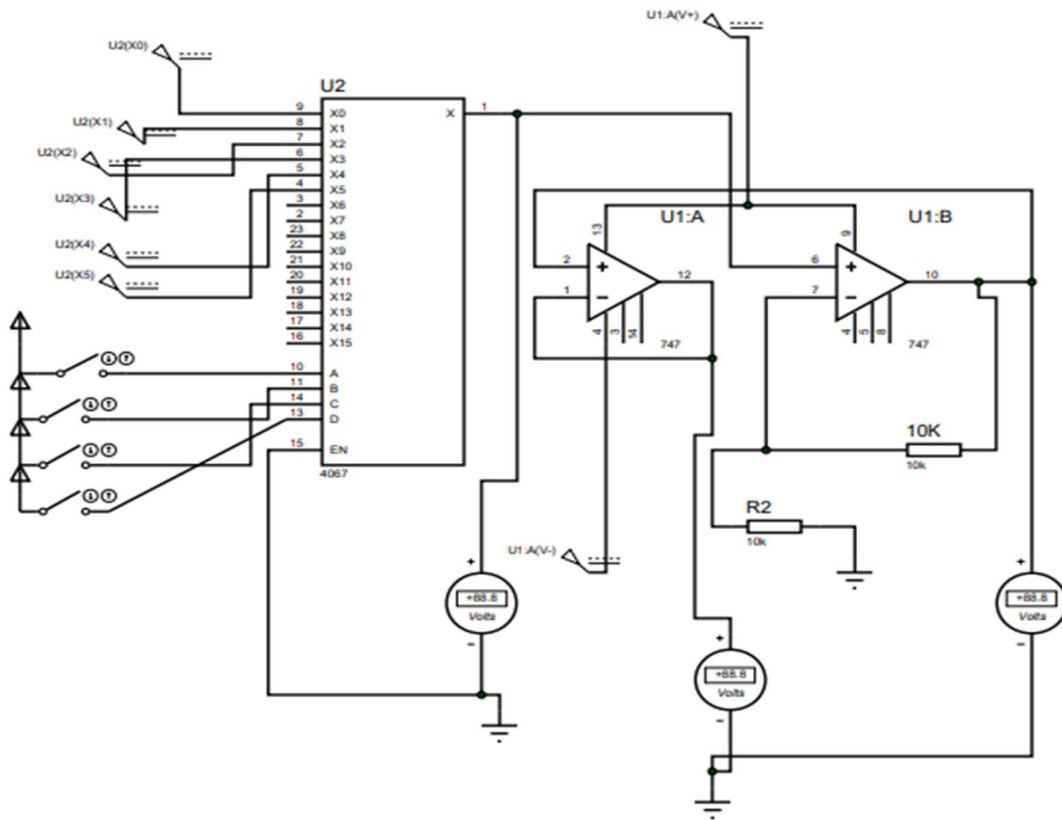 U1:A(V+)
U2(X0)
U2
9 X0 X 1
U2(X1)
8 X1
7 X2
U2(X2)
6 X3
5 X4
4 X5
U2(X3)
3 X6
2 X7
23 X8
U2(X4)
22 X9
21 X10
U2(X5)
20 X11
19 X12
18 X13
17 X14
16 X15
10 A
11 B
14 C
13 D
15 EN
4067
U1:A
13
2 +
1 −
12
4 3 14
747
U1:B
9
6 +
7 −
10
4 5 8
747
10K
10k
R2
10k
U1:A(V-)
+
+88.8
Volts
−
+
+88.8
Volts
−
+
+88.8
Volts
−